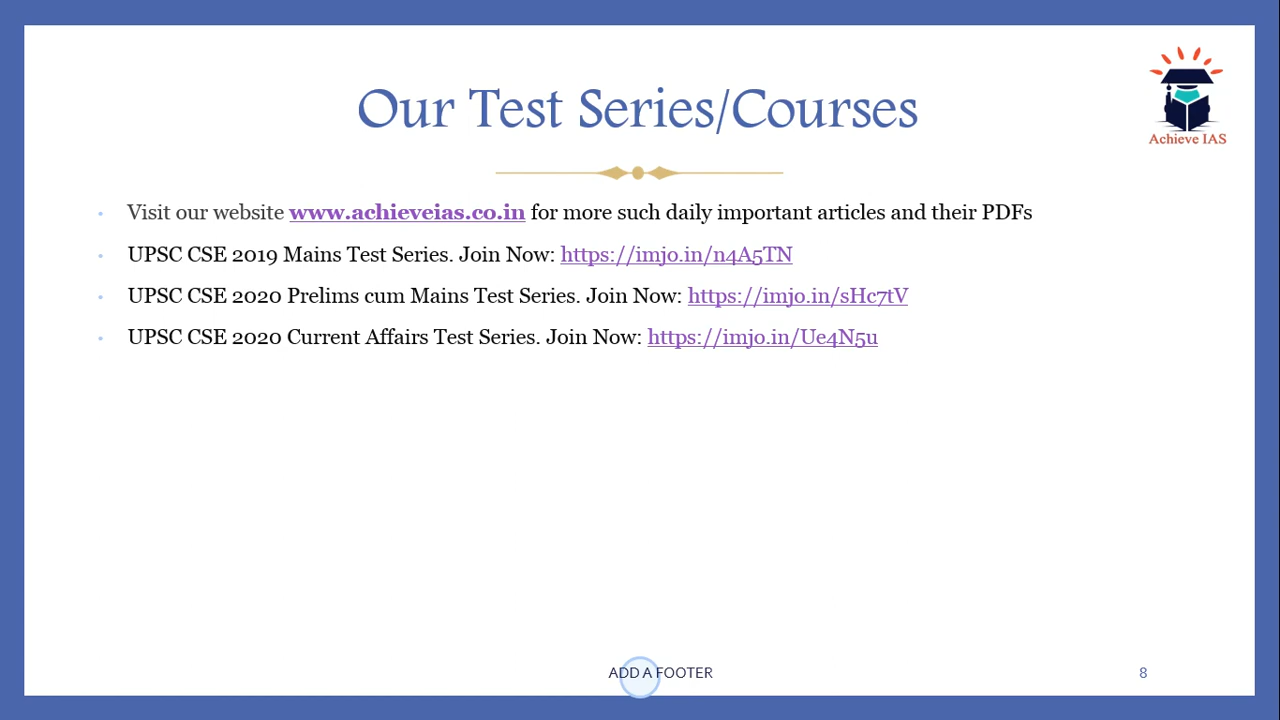 Our Test Series/Courses
Achieve IAS
• Visit our website www.achieveias.co.in for more such daily important articles and their PDFs
• UPSC CSE 2019 Mains Test Series. Join Now: https://imjo.in/n4A5TN
• UPSC CSE 2020 Prelims cum Mains Test Series. Join Now: https://imjo.in/sHc7tV
• UPSC CSE 2020 Current Affairs Test Series. Join Now: https://imjo.in/Ue4N5u
ADD A FOOTER
8